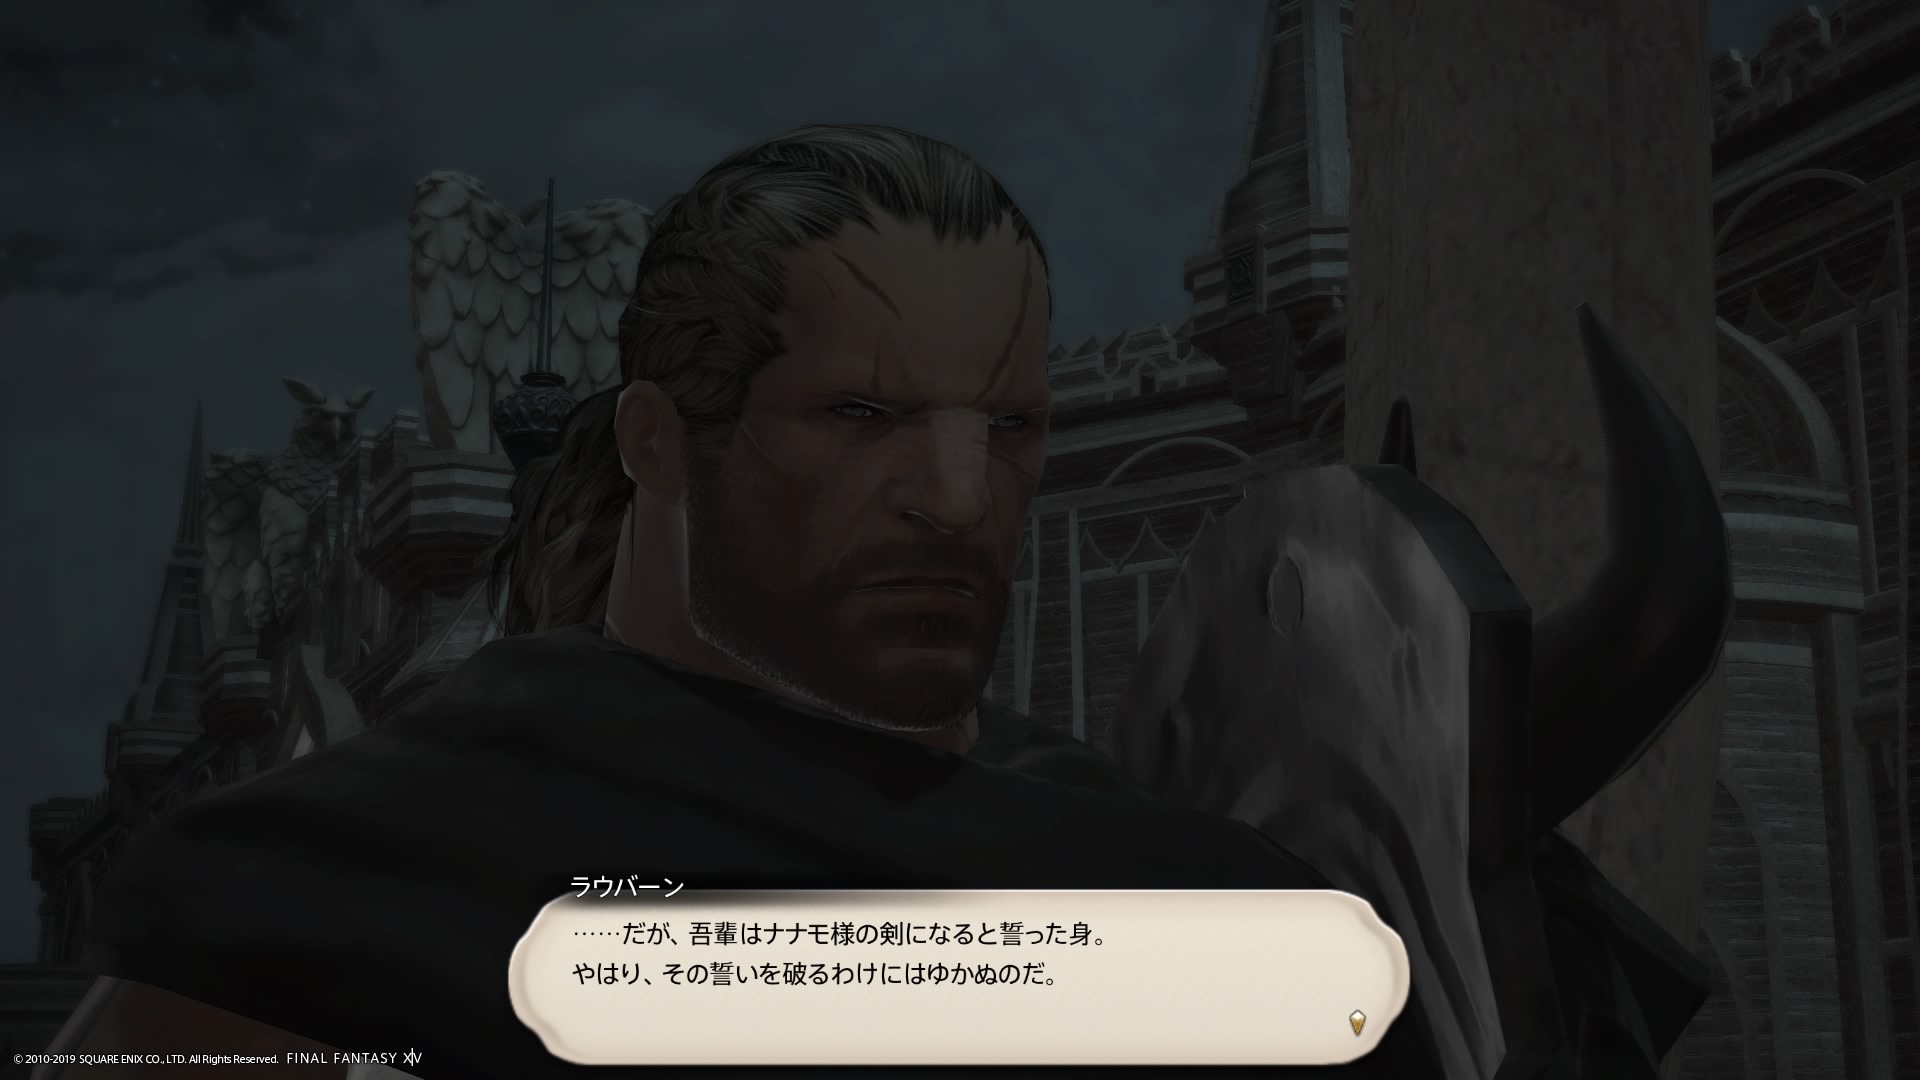 ラウバーン
……だが、吾輩はナナモ様の剣になると誓った身。
やはり、その誓いを破るわけにはゆかぬのだ。
© 2010-2019 SQUARE ENIX CO., LTD. All Rights Reserved. FINAL FANTASY XIV